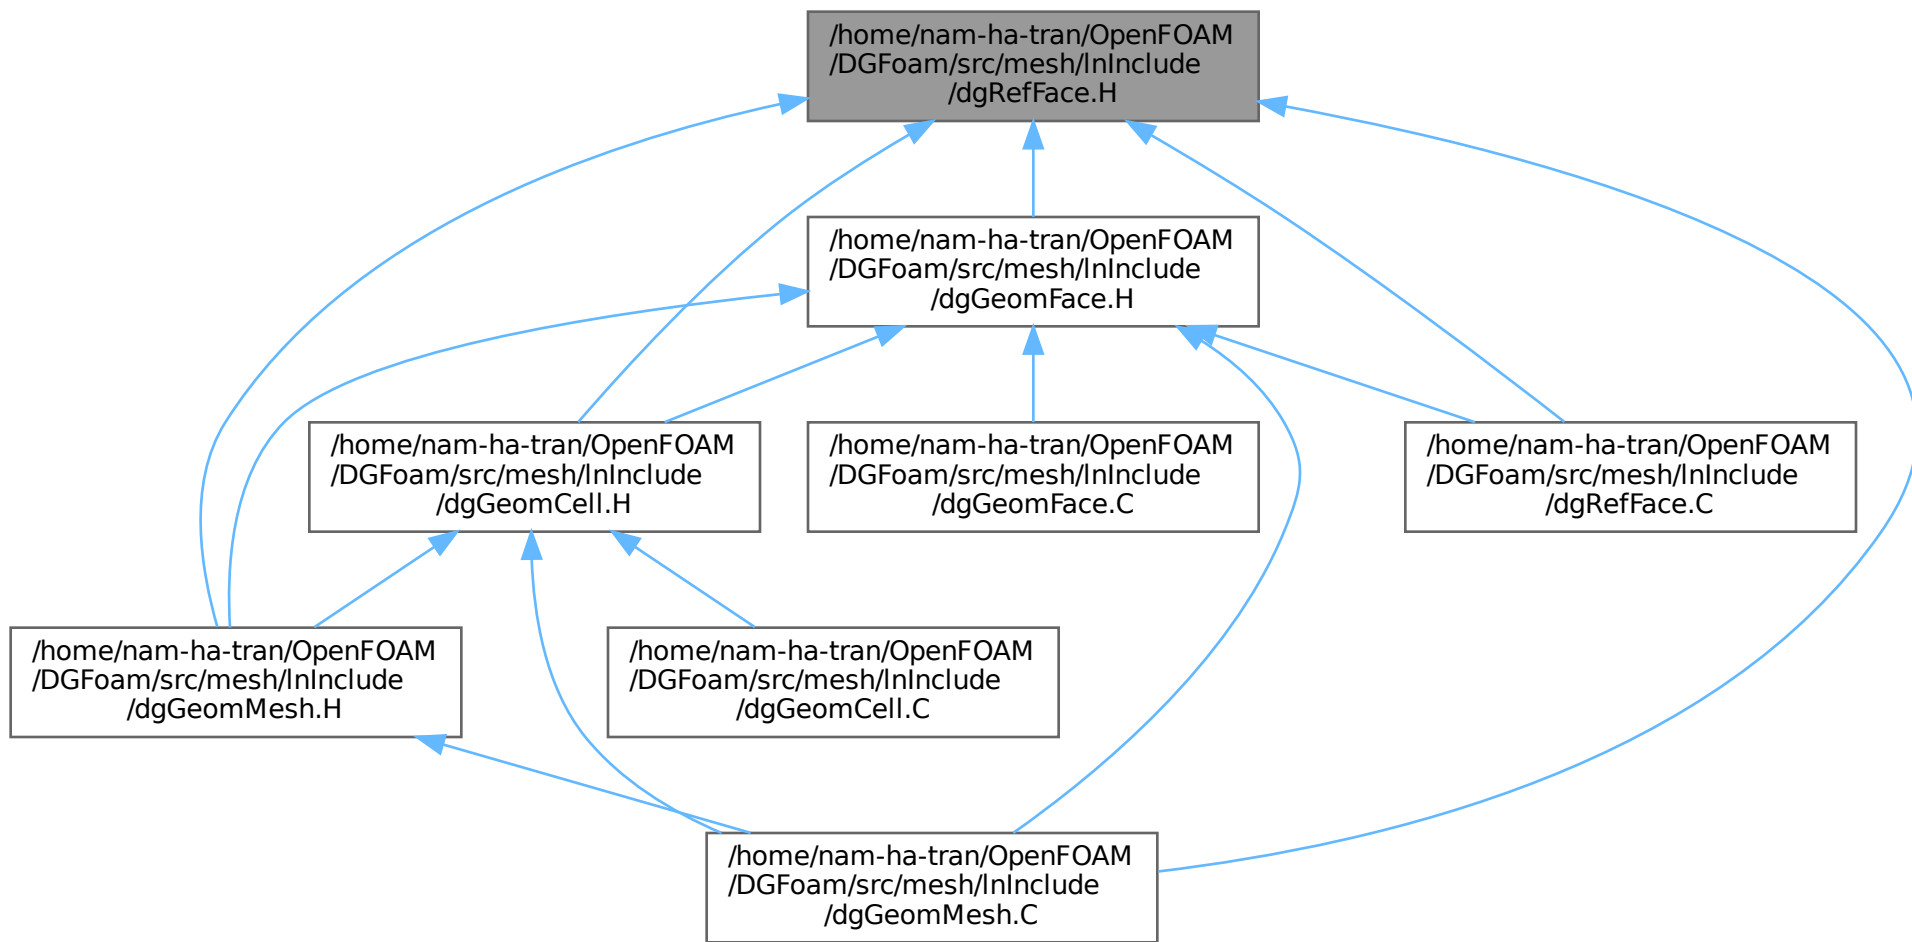 /home/nam-ha-tran/OpenFOAM
/DGFoam/src/mesh/lnInclude
/dgRefFace.H
/home/nam-ha-tran/OpenFOAM
/DGFoam/src/mesh/lnInclude
/dgGeomFace.H
/home/nam-ha-tran/OpenFOAM
/DGFoam/src/mesh/lnInclude
/dgGeomCell.H
/home/nam-ha-tran/OpenFOAM
/DGFoam/src/mesh/lnInclude
/dgGeomFace.C
/home/nam-ha-tran/OpenFOAM
/DGFoam/src/mesh/lnInclude
/dgRefFace.C
/home/nam-ha-tran/OpenFOAM
/DGFoam/src/mesh/lnInclude
/dgGeomMesh.H
/home/nam-ha-tran/OpenFOAM
/DGFoam/src/mesh/lnInclude
/dgGeomCell.C
/home/nam-ha-tran/OpenFOAM
/DGFoam/src/mesh/lnInclude
/dgGeomMesh.C